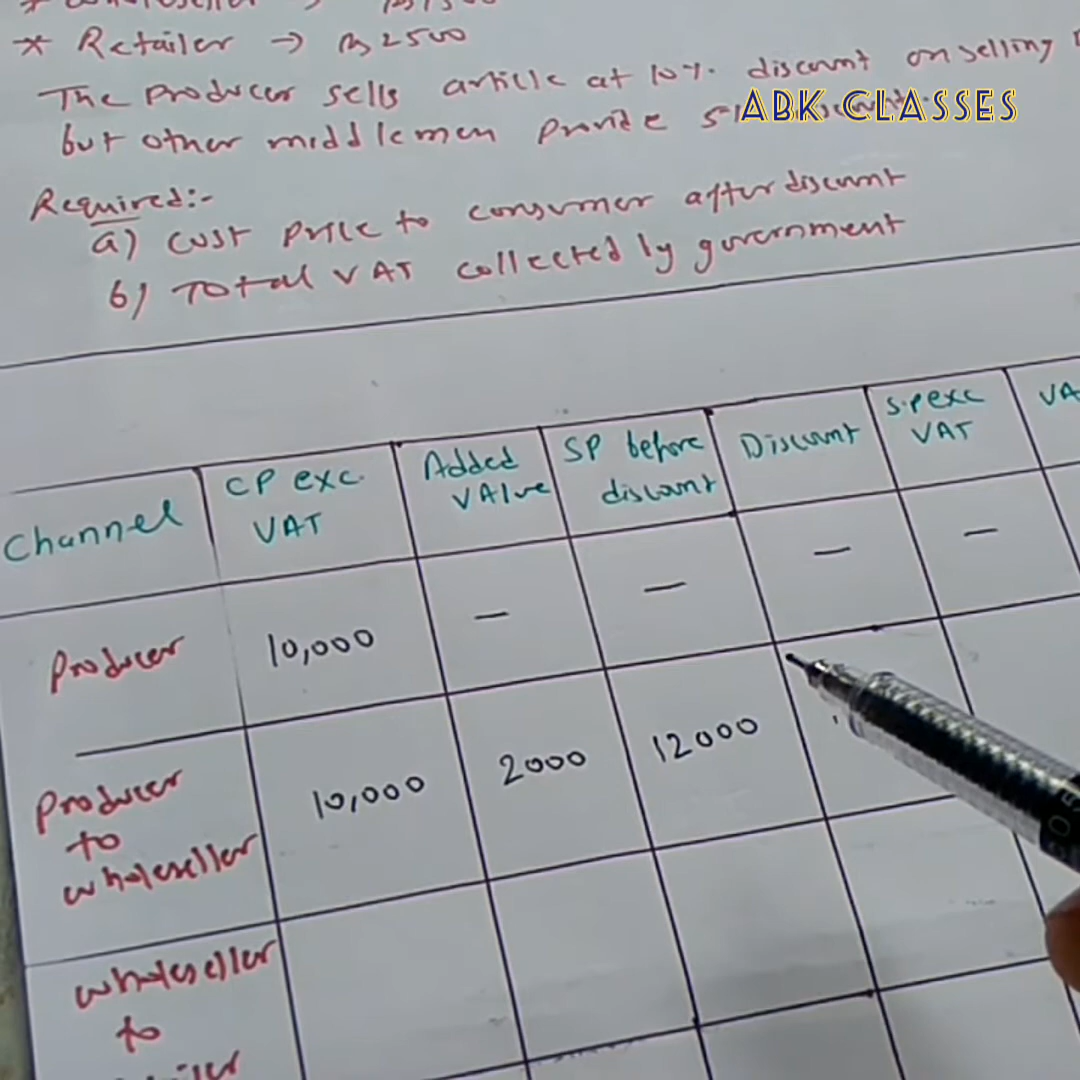 * Retailer → Rs 2500
The producer sells article at 10% discount on selling
but other middlemen provide 5%
ABK CLASSES
Required:-
a) Cost price to consumer after discount
b) Total VAT collected by government
Channel CP exc. VAT Added Value SP before discount Discount S.P exc VAT VA
Producer 10,000 — — — —
Producer to wholeseller 10,000 2000 12000
wholeseller
to